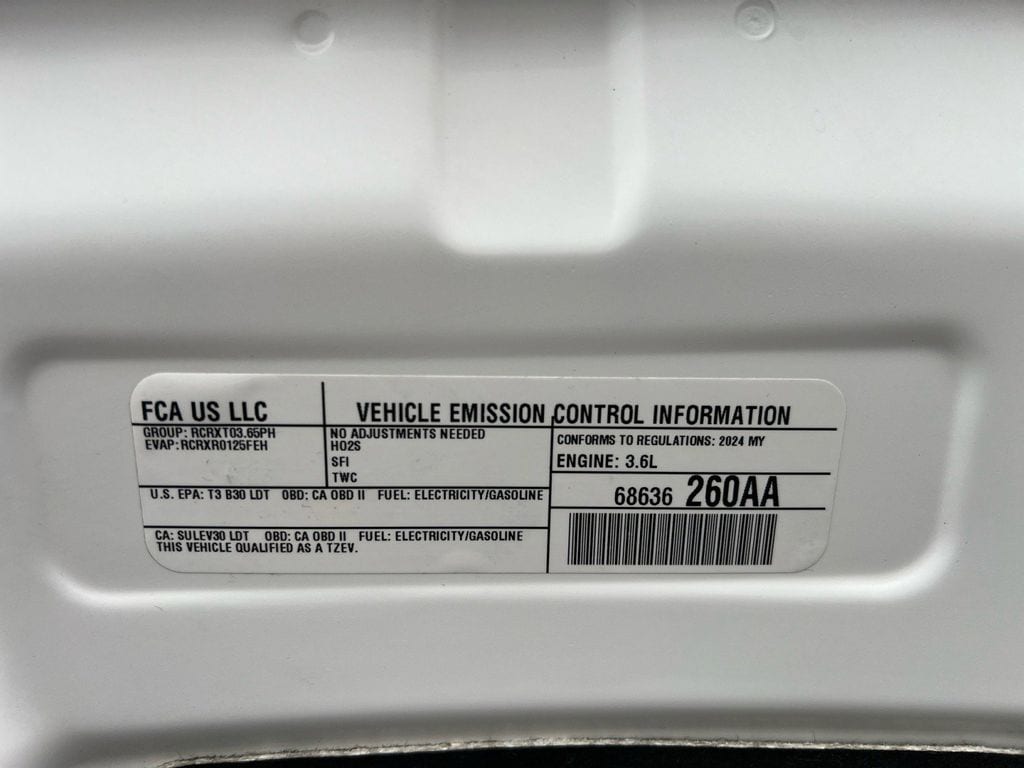 FCA US LLC
VEHICLE EMISSION CONTROL INFORMATION
GROUP: RCRXT03.65PH
EVAP:RCRXR0125FEH
NO ADJUSTMENTS NEEDED
HO2S
SFI
TWC
CONFORMS TO REGULATIONS: 2024 MY
ENGINE: 3.6L
68636 260AA
U.S. EPA: T3 B30 LDT OBD: CA OBD II FUEL: ELECTRICITY/GASOLINE
CA: SULEV30 LDT OBD: CA OBD II FUEL: ELECTRICITY/GASOLINE
THIS VEHICLE QUALIFIED AS A TZEV.